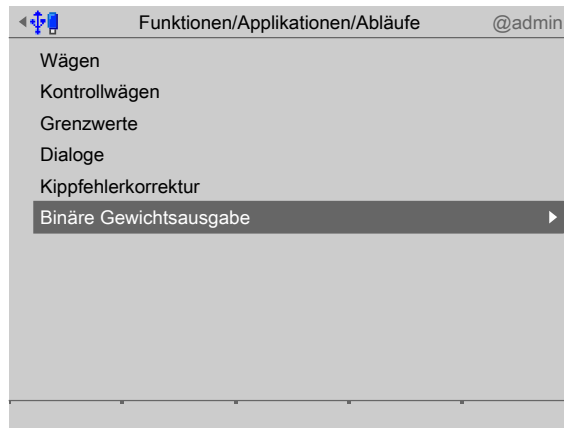 Funktionen/Applikationen/Abläufe @admin
Wägen
Kontrollwägen
Grenzwerte
Dialoge
Kippfehlerkorrektur
Binäre Gewichtsausgabe